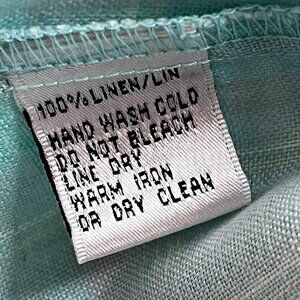 100% LINEN/LIN
HAND WASH COLD
DO NOT BLEACH
LINE DRY
WARM IRON
OR DRY CLEAN